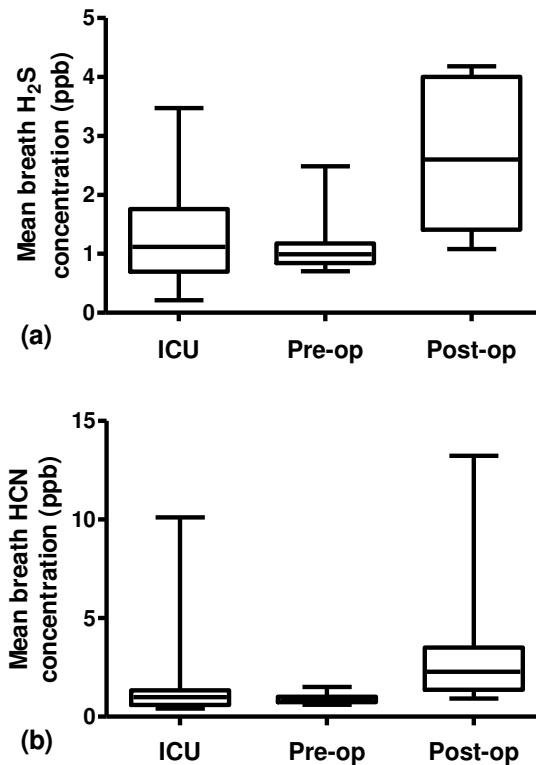 Mean breath H₂S
concentration (ppb)
5
4
3
2
1
0
(a)
ICU Pre-op Post-op
Mean breath HCN
concentration (ppb)
15
10
5
0
(b)
ICU Pre-op Post-op